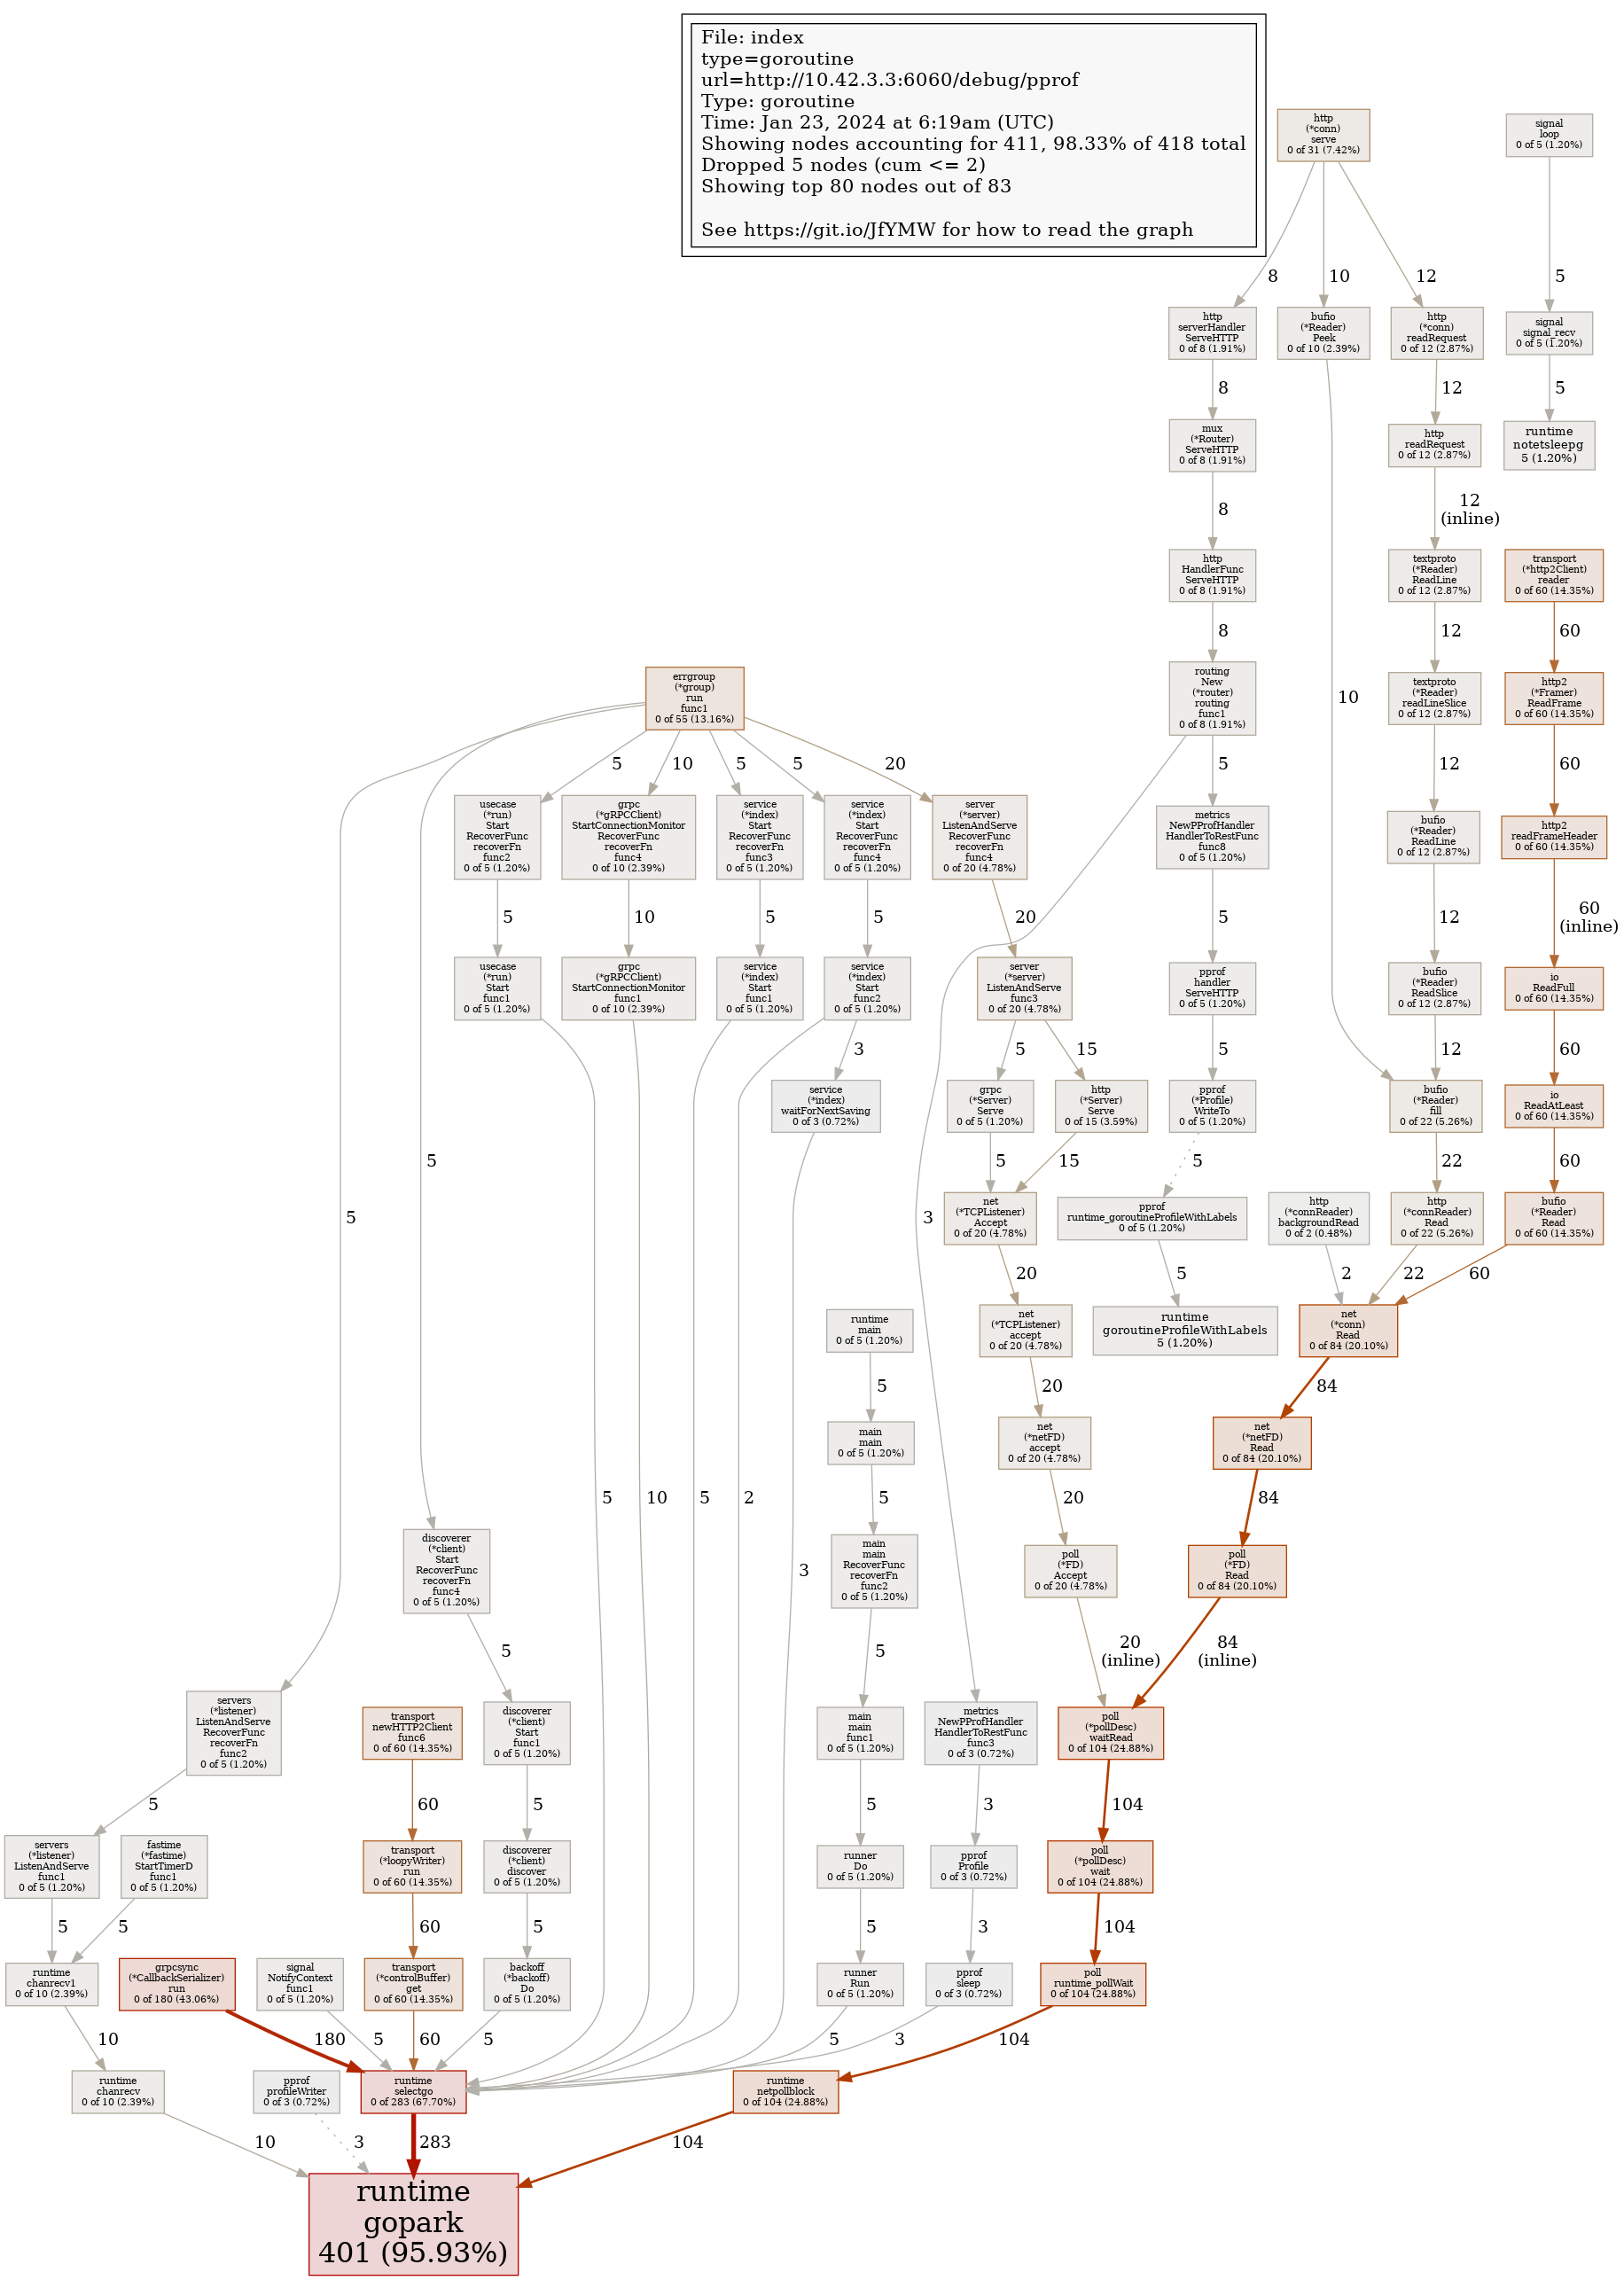 File: index
type=goroutine
url=http://10.42.3.3:6060/debug/pprof
Type: goroutine
Time: Jan 23, 2024 at 6:19am (UTC)
Showing nodes accounting for 411, 98.33% of 418 total
Dropped 5 nodes (cum <= 2)
Showing top 80 nodes out of 83
See https://git.io/JfYMW for how to read the graph
http
(*conn)
serve
0 of 31 (7.42%)
signal
loop
0 of 5 (1.20%)
8
10
12
5
http
serverHandler
ServeHTTP
0 of 8 (1.91%)
bufio
(*Reader)
Peek
0 of 10 (2.39%)
http
(*conn)
readRequest
0 of 12 (2.87%)
signal
signal_recv
0 of 5 (1.20%)
8
12
5
mux
(*Router)
ServeHTTP
0 of 8 (1.91%)
http
readRequest
0 of 12 (2.87%)
runtime
notetsleepg
5 (1.20%)
8
12
(inline)
http
HandlerFunc
ServeHTTP
0 of 8 (1.91%)
textproto
(*Reader)
ReadLine
0 of 12 (2.87%)
transport
(*http2Client)
reader
0 of 60 (14.35%)
8
12
60
errgroup
(*group)
run
func1
0 of 55 (13.16%)
routing
New
(*router)
routing
func1
0 of 8 (1.91%)
10
textproto
(*Reader)
readLineSlice
0 of 12 (2.87%)
http2
(*Framer)
ReadFrame
0 of 60 (14.35%)
5
10
5
5
20
5
12
60
usecase
(*run)
Start
RecoverFunc
recoverFn
func2
0 of 5 (1.20%)
grpc
(*gRPCClient)
StartConnectionMonitor
RecoverFunc
recoverFn
func4
0 of 10 (2.39%)
service
(*index)
Start
RecoverFunc
recoverFn
func3
0 of 5 (1.20%)
service
(*index)
Start
RecoverFunc
recoverFn
func4
0 of 5 (1.20%)
server
(*server)
ListenAndServe
RecoverFunc
recoverFn
func4
0 of 20 (4.78%)
metrics
NewPProfHandler
HandlerToRestFunc
func8
0 of 5 (1.20%)
bufio
(*Reader)
ReadLine
0 of 12 (2.87%)
http2
readFrameHeader
0 of 60 (14.35%)
5
10
5
5
20
5
12
60
(inline)
usecase
(*run)
Start
func1
0 of 5 (1.20%)
grpc
(*gRPCClient)
StartConnectionMonitor
func1
0 of 10 (2.39%)
service
(*index)
Start
func1
0 of 5 (1.20%)
service
(*index)
Start
func2
0 of 5 (1.20%)
server
(*server)
ListenAndServe
func3
0 of 20 (4.78%)
pprof
handler
ServeHTTP
0 of 5 (1.20%)
bufio
(*Reader)
ReadSlice
0 of 12 (2.87%)
io
ReadFull
0 of 60 (14.35%)
3
5
15
5
12
60
service
(*index)
waitForNextSaving
0 of 3 (0.72%)
grpc
(*Server)
Serve
0 of 5 (1.20%)
http
(*Server)
Serve
0 of 15 (3.59%)
pprof
(*Profile)
WriteTo
0 of 5 (1.20%)
bufio
(*Reader)
fill
0 of 22 (5.26%)
io
ReadAtLeast
0 of 60 (14.35%)
5
5
15
5
22
60
5
3
net
(*TCPListener)
Accept
0 of 20 (4.78%)
pprof
runtime_goroutineProfileWithLabels
0 of 5 (1.20%)
http
(*connReader)
backgroundRead
0 of 2 (0.48%)
http
(*connReader)
Read
0 of 22 (5.26%)
bufio
(*Reader)
Read
0 of 60 (14.35%)
20
5
2
22
60
runtime
main
0 of 5 (1.20%)
net
(*TCPListener)
accept
0 of 20 (4.78%)
runtime
goroutineProfileWithLabels
5 (1.20%)
net
(*conn)
Read
0 of 84 (20.10%)
5
20
84
main
main
0 of 5 (1.20%)
net
(*netFD)
accept
0 of 20 (4.78%)
net
(*netFD)
Read
0 of 84 (20.10%)
5
10
5
2
5
20
84
discoverer
(*client)
Start
RecoverFunc
recoverFn
func4
0 of 5 (1.20%)
3
main
main
RecoverFunc
recoverFn
func2
0 of 5 (1.20%)
poll
(*FD)
Accept
0 of 20 (4.78%)
poll
(*FD)
Read
0 of 84 (20.10%)
5
5
20
(inline)
84
(inline)
servers
(*listener)
ListenAndServe
RecoverFunc
recoverFn
func2
0 of 5 (1.20%)
transport
newHTTP2Client
func6
0 of 60 (14.35%)
discoverer
(*client)
Start
func1
0 of 5 (1.20%)
main
main
func1
0 of 5 (1.20%)
metrics
NewPProfHandler
HandlerToRestFunc
func3
0 of 3 (0.72%)
poll
(*pollDesc)
waitRead
0 of 104 (24.88%)
5
60
5
5
3
104
servers
(*listener)
ListenAndServe
func1
0 of 5 (1.20%)
fastime
(*fastime)
StartTimerD
func1
0 of 5 (1.20%)
transport
(*loopyWriter)
run
0 of 60 (14.35%)
discoverer
(*client)
discover
0 of 5 (1.20%)
runner
Do
0 of 5 (1.20%)
pprof
Profile
0 of 3 (0.72%)
poll
(*pollDesc)
wait
0 of 104 (24.88%)
5
5
60
5
5
3
104
runtime
chanrecv1
0 of 10 (2.39%)
grpcsync
(*CallbackSerializer)
run
0 of 180 (43.06%)
signal
NotifyContext
func1
0 of 5 (1.20%)
transport
(*controlBuffer)
get
0 of 60 (14.35%)
backoff
(*backoff)
Do
0 of 5 (1.20%)
runner
Run
0 of 5 (1.20%)
pprof
sleep
0 of 3 (0.72%)
poll
runtime_pollWait
0 of 104 (24.88%)
10
180
5
60
5
5
3
104
runtime
chanrecv
0 of 10 (2.39%)
pprof
profileWriter
0 of 3 (0.72%)
runtime
selectgo
0 of 283 (67.70%)
runtime
netpollblock
0 of 104 (24.88%)
10
3
283
104
runtime
gopark
401 (95.93%)